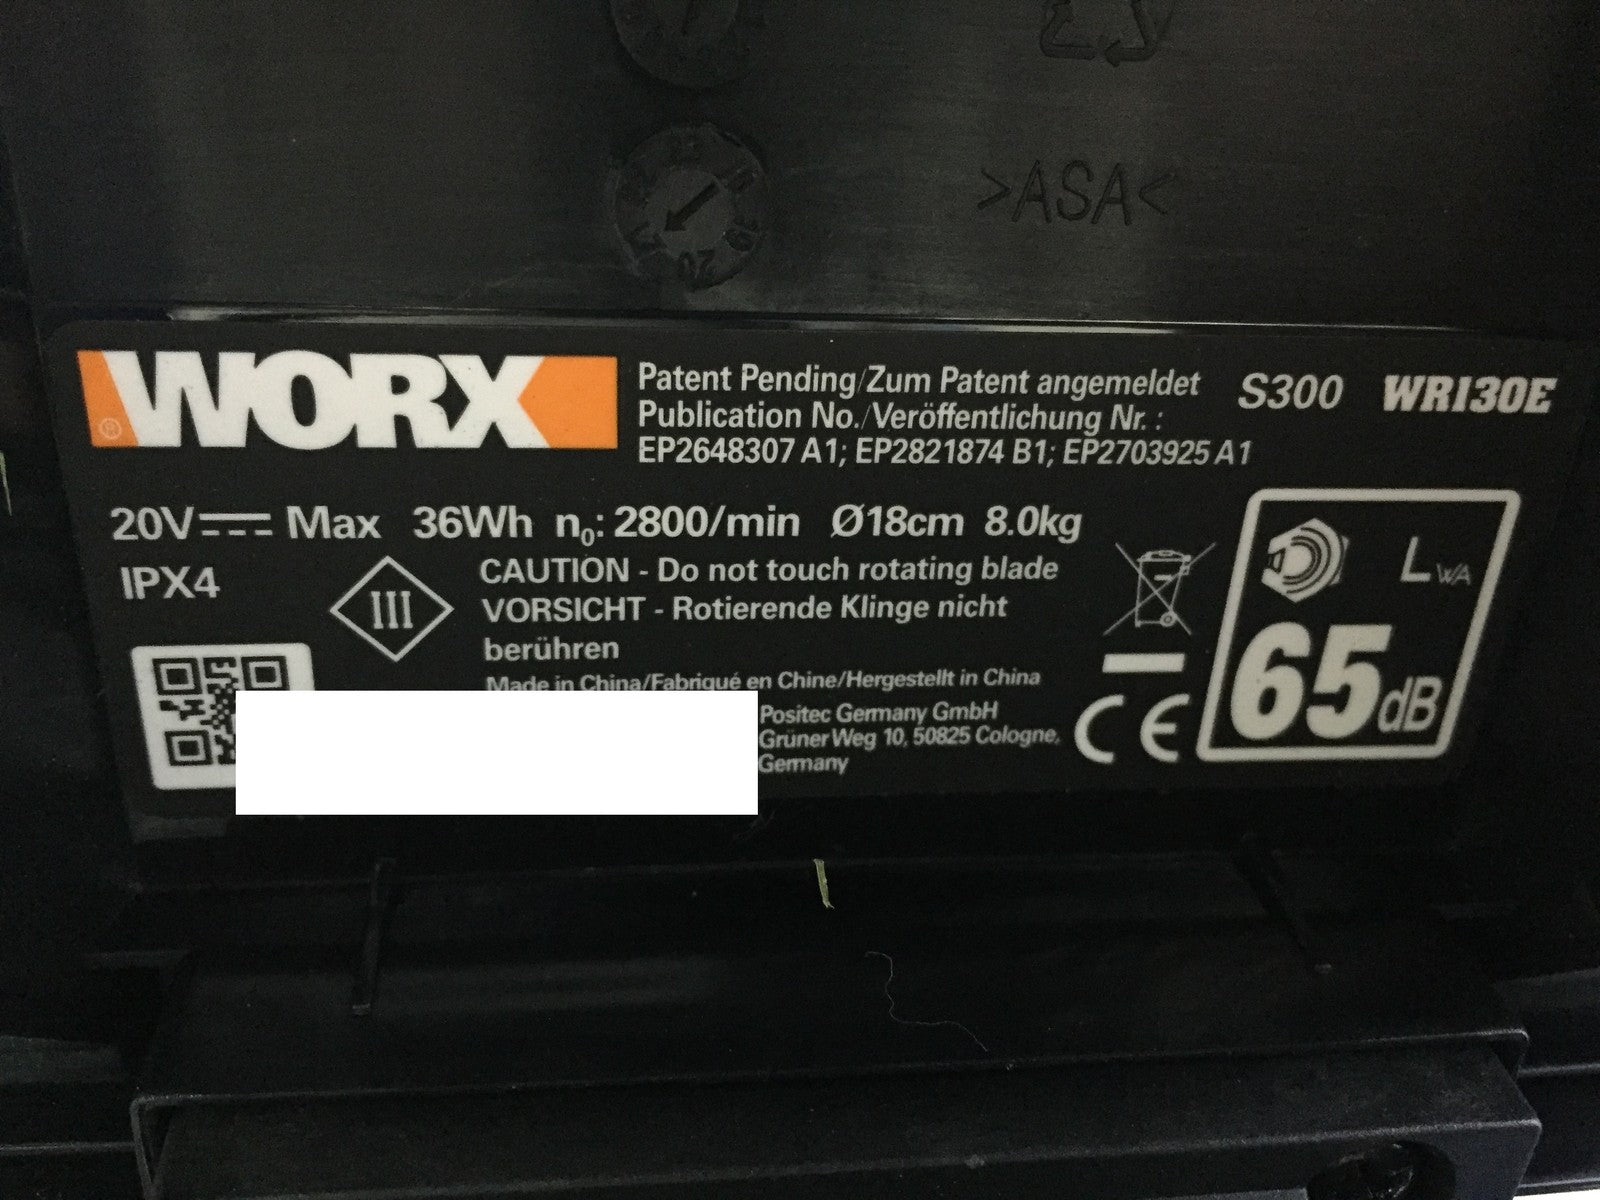 >ASA<
WORX
®
Patent Pending/Zum Patent angemeldet
Publication No./Veröffentlichung Nr. :
EP2648307 A1; EP2821874 B1; EP2703925 A1
S300 WR130E
20V Max 36Wh n0: 2800/min Ø18cm 8.0kg
IPX4
III
CAUTION - Do not touch rotating blade
VORSICHT - Rotierende Klinge nicht
berühren
Made in China/Fabriqué en Chine/Hergestellt in China
Positec Germany GmbH
Grüner Weg 10, 50825 Cologne,
Germany
CE
LWA
65dB